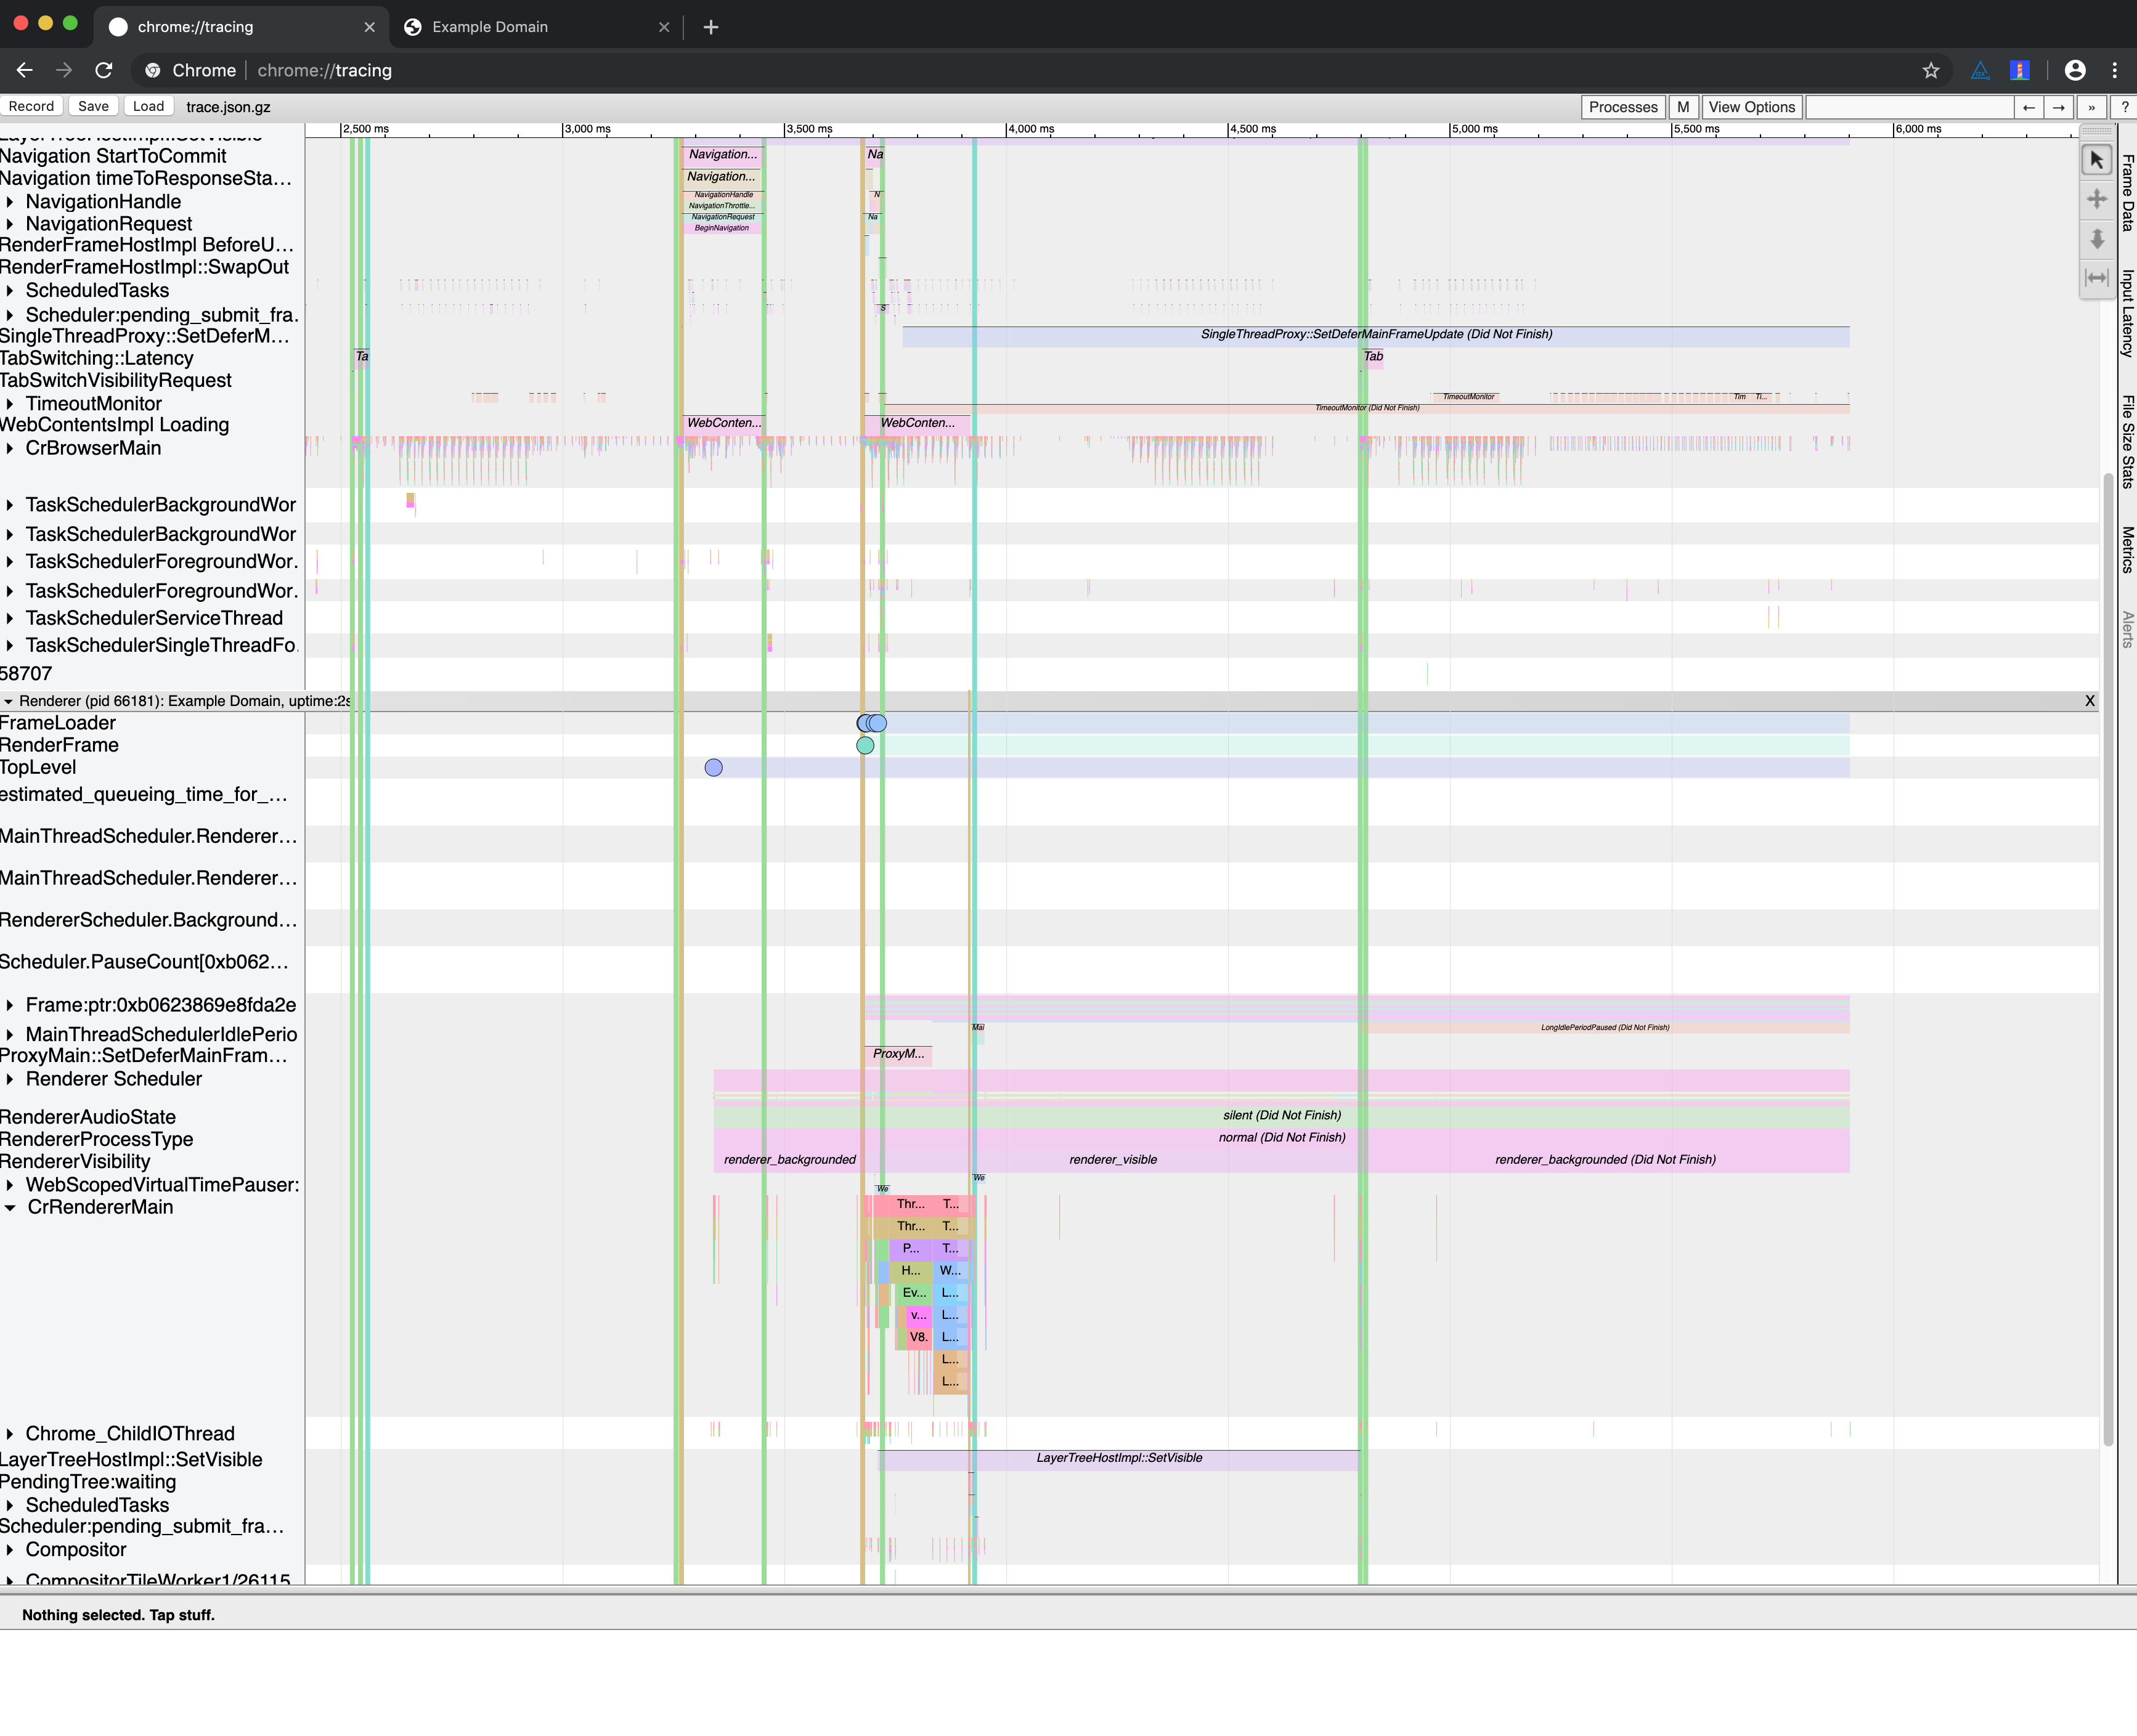 chrome://tracing
Example Domain
Chrome chrome://tracing
Record Save Load trace.json.gz Processes M View Options ← → » ?
2,500 ms 3,000 ms 3,500 ms 4,000 ms 4,500 ms 5,000 ms 5,500 ms 6,000 ms
Navigation StartToCommit Navigation... Na
Navigation timeToResponseSta... Navigation...
NavigationHandle NavigationHandle N
NavigationThrottle...
NavigationRequest NavigationRequest Na
BeginNavigation
RenderFrameHostImpl BeforeU...
RenderFrameHostImpl::SwapOut
ScheduledTasks
Scheduler:pending_submit_fra. S
SingleThreadProxy::SetDeferM... SingleThreadProxy::SetDeferMainFrameUpdate (Did Not Finish)
TabSwitching::Latency Ta Tab
TabSwitchVisibilityRequest
TimeoutMonitor TimeoutMonitor Tim Ti...
TimeoutMonitor (Did Not Finish)
WebContentsImpl Loading WebConten... WebConten...
CrBrowserMain
TaskSchedulerBackgroundWor
TaskSchedulerBackgroundWor
TaskSchedulerForegroundWor.
TaskSchedulerForegroundWor.
TaskSchedulerServiceThread
TaskSchedulerSingleThreadFo.
58707
Renderer (pid 66181): Example Domain, uptime:2s X
FrameLoader
RenderFrame
TopLevel
estimated_queueing_time_for_...
MainThreadScheduler.Renderer...
MainThreadScheduler.Renderer...
RendererScheduler.Background...
Scheduler.PauseCount[0xb062...
Frame:ptr:0xb0623869e8fda2e
MainThreadSchedulerIdlePerio Mai LongIdlePeriodPaused (Did Not Finish)
ProxyMain::SetDeferMainFram... ProxyM...
Renderer Scheduler
RendererAudioState silent (Did Not Finish)
RendererProcessType normal (Did Not Finish)
RendererVisibility renderer_backgrounded renderer_visible renderer_backgrounded (Did Not Finish)
WebScopedVirtualTimePauser: We We
CrRendererMain Thr... T...
Thr... T...
P... T...
H... W...
Ev... L...
v... L...
V8. L...
L...
L...
Chrome_ChildIOThread
LayerTreeHostImpl::SetVisible LayerTreeHostImpl::SetVisible
PendingTree:waiting
ScheduledTasks
Scheduler:pending_submit_fra...
Compositor
CompositorTileWorker1/26115
Frame Data
Input Latency
File Size Stats
Metrics
Alerts
Nothing selected. Tap stuff.